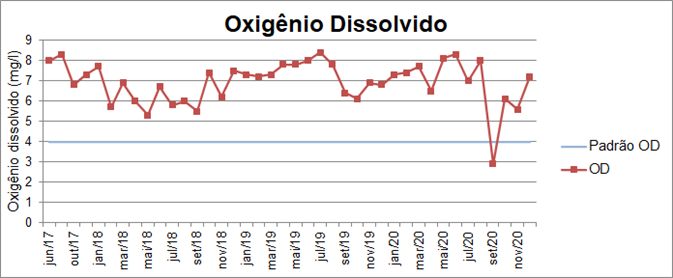 Oxigênio Dissolvido
Oxigênio dissolvido (mg/l)
9
8
7
6
5
4
3
2
1
0
jun/17
out/17
jan/18
mar/18
mai/18
jul/18
set/18
nov/18
jan/19
mar/19
mai/19
jul/19
set/19
nov/19
jan/20
mar/20
mai/20
jul/20
set/20
nov/20
Padrão OD
OD